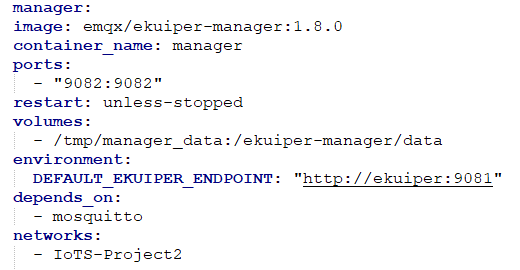 manager:
image: emqx/ekuiper-manager:1.8.0
container_name: manager
ports:
  - "9082:9082"
restart: unless-stopped
volumes:
  - /tmp/manager_data:/ekuiper-manager/data
environment:
  DEFAULT_EKUIPER_ENDPOINT: "http://ekuiper:9081"
depends_on:
  - mosquitto
networks:
  - IoTS-Project2